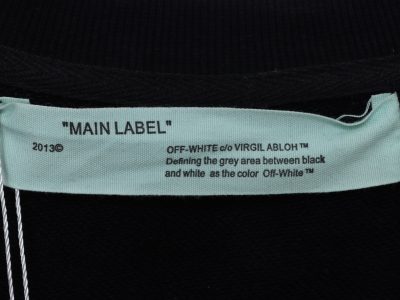 "MAIN LABEL"
2013©
OFF-WHITE c/o VIRGIL ABLOH™
Defining the grey area between black
and white as the color Off-White™